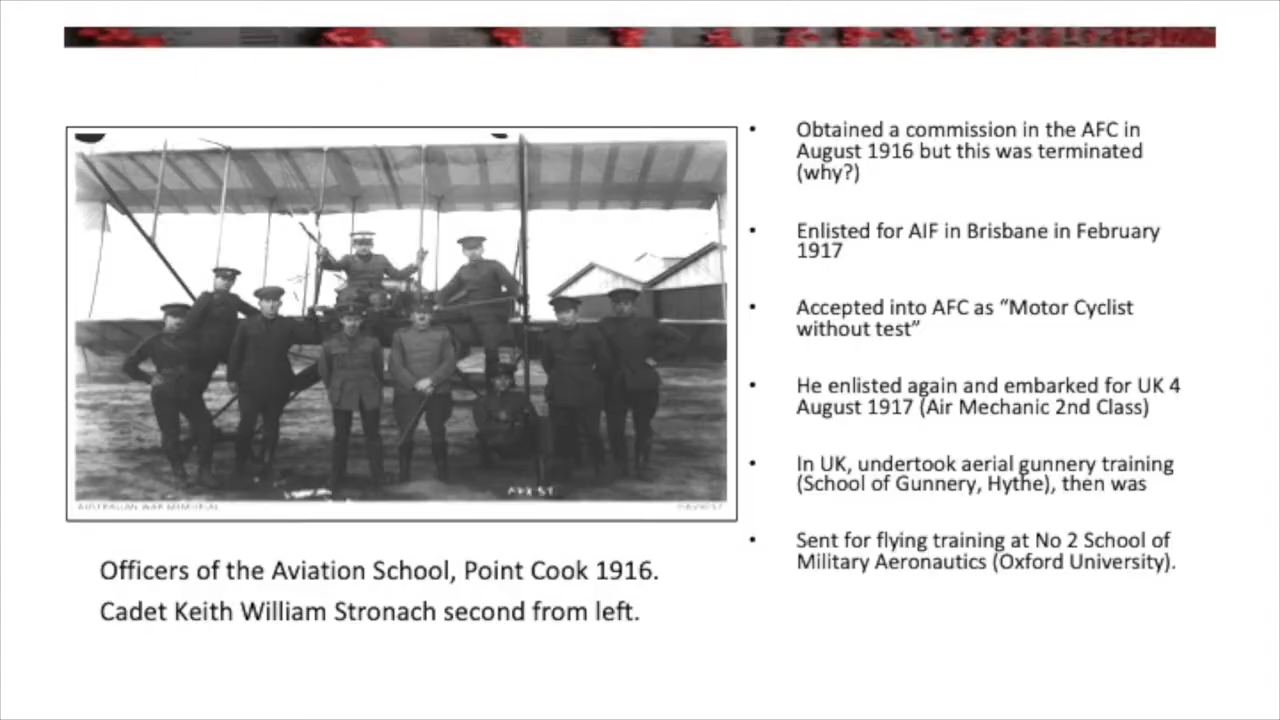 Obtained a commission in the AFC in
August 1916 but this was terminated
(why?)
Enlisted for AIF in Brisbane in February
1917
Accepted into AFC as “Motor Cyclist
without test”
He enlisted again and embarked for UK 4
August 1917 (Air Mechanic 2nd Class)
In UK, undertook aerial gunnery training
(School of Gunnery, Hythe), then was
Sent for flying training at No 2 School of
Military Aeronautics (Oxford University).
AUSTRALIAN WAR MEMORIAL
Officers of the Aviation School, Point Cook 1916.
Cadet Keith William Stronach second from left.